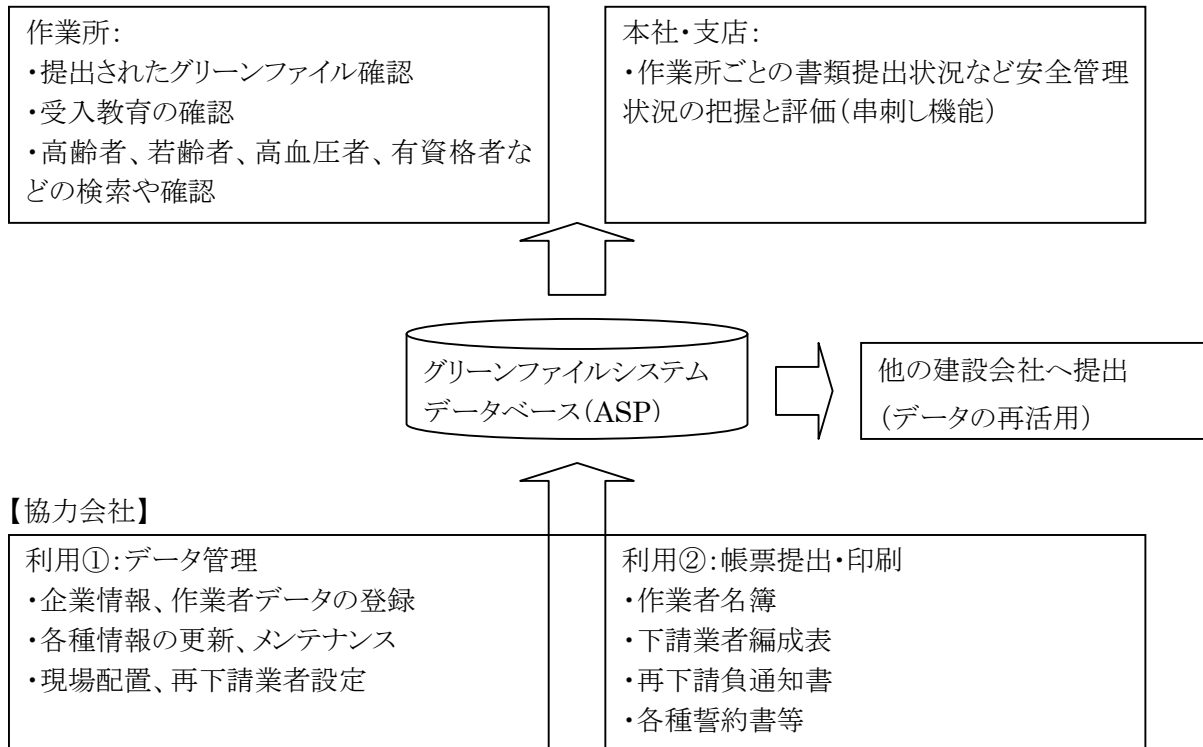 作業所：
・提出されたグリーンファイル確認
・受入教育の確認
・高齢者、若齢者、高血圧者、有資格者な
どの検索や確認
本社・支店：
・作業所ごとの書類提出状況など安全管理
状況の把握と評価（串刺し機能）
グリーンファイルシステム
データベース（ASP）
他の建設会社へ提出
（データの再活用）
【協力会社】
利用①：データ管理
・企業情報、作業者データの登録
・各種情報の更新、メンテナンス
・現場配置、再下請業者設定
利用②：帳票提出・印刷
・作業者名簿
・下請業者編成表
・再下請負通知書
・各種誓約書等